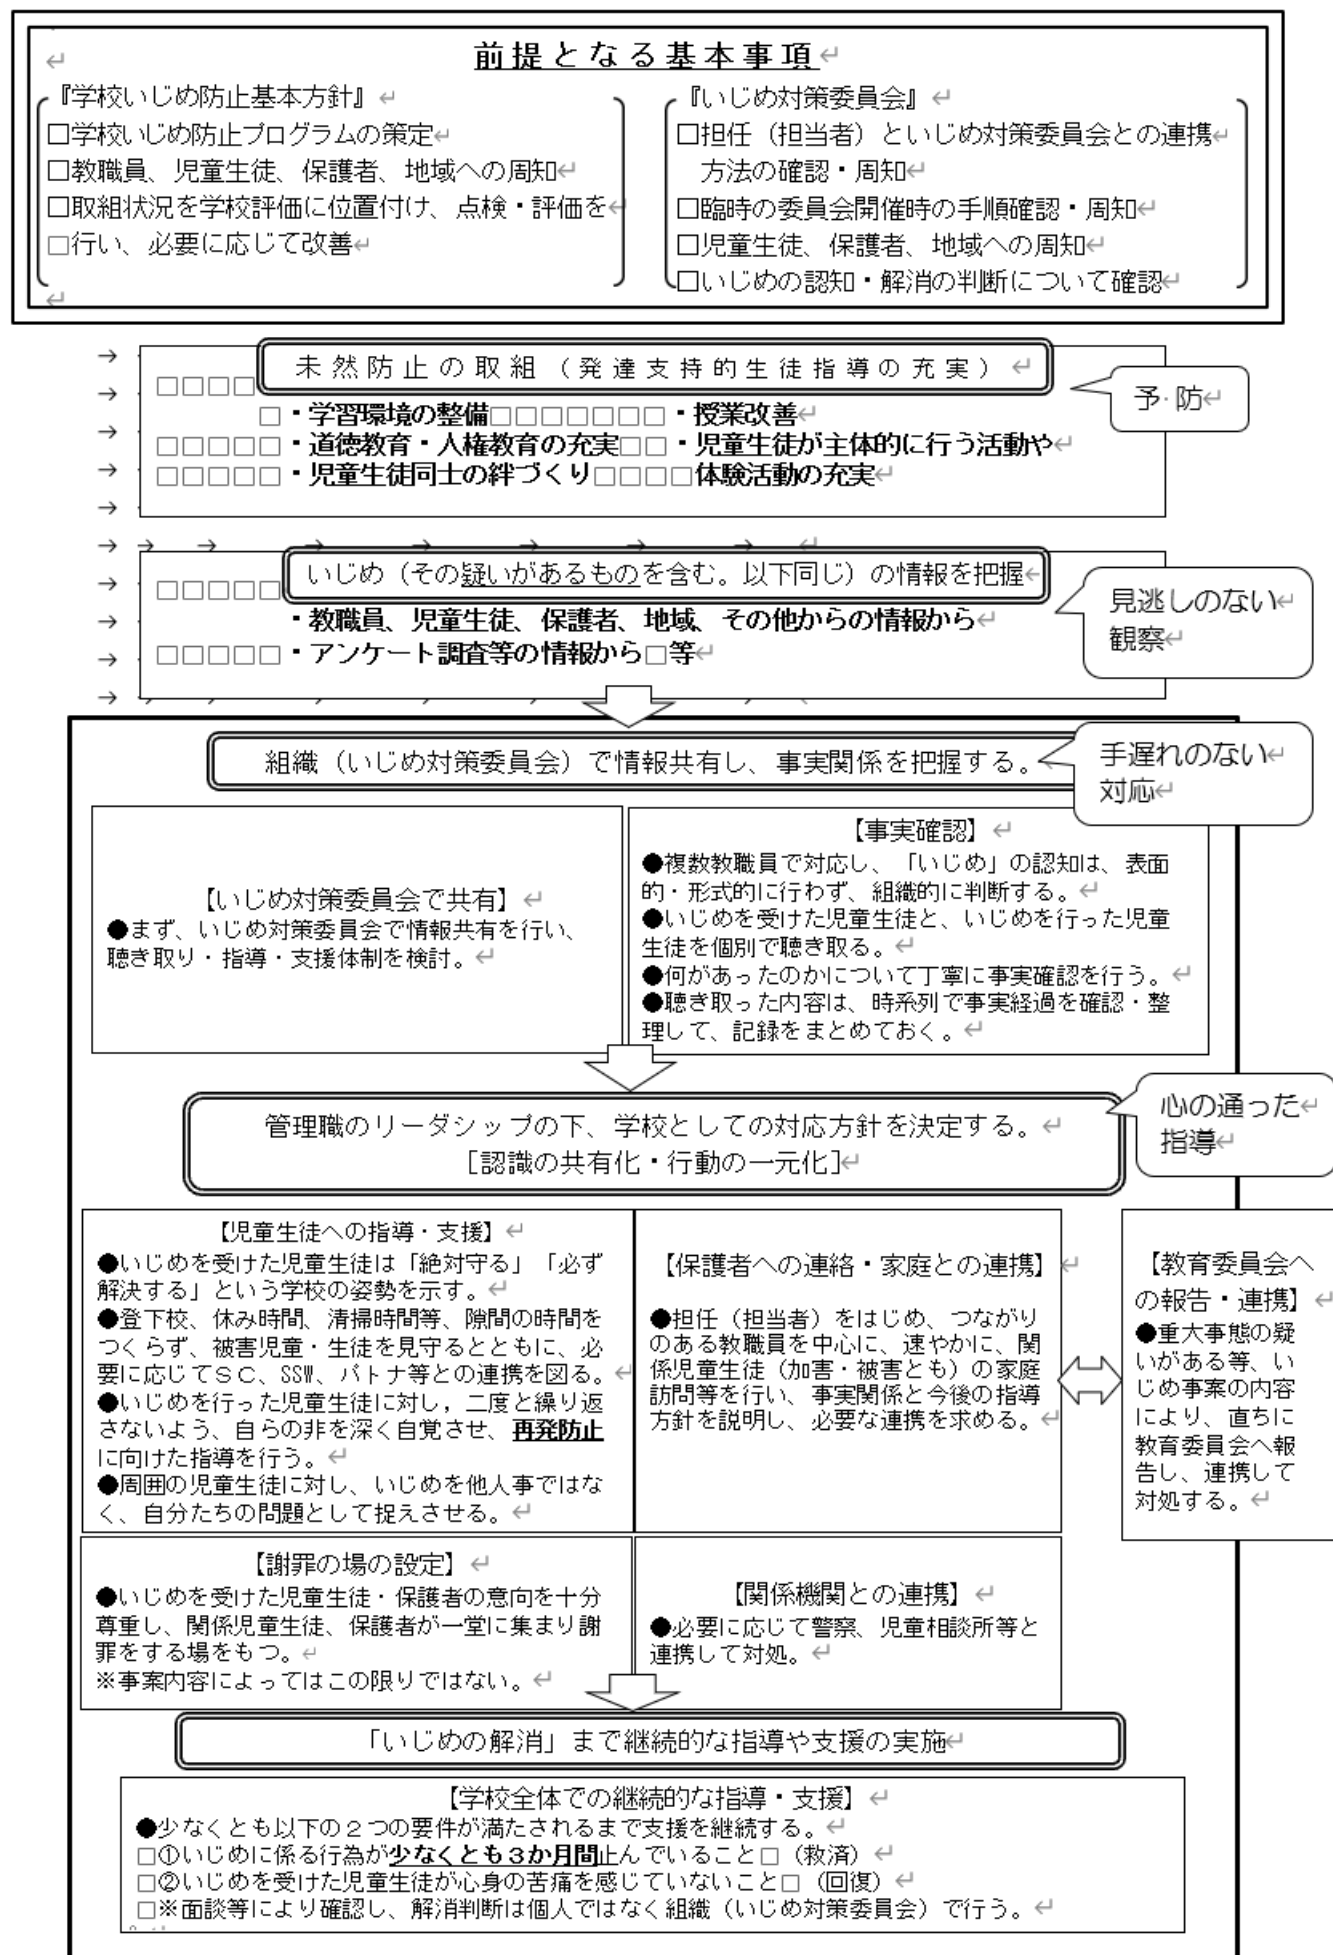 前提となる基本事項
『学校いじめ防止基本方針』
□学校いじめ防止プログラムの策定
□教職員、児童生徒、保護者、地域への周知
□取組状況を学校評価に位置付け、点検・評価を
□行い、必要に応じて改善
『いじめ対策委員会』
□担任（担当者）といじめ対策委員会との連携
方法の確認・周知
□臨時の委員会開催時の手順確認・周知
□児童生徒、保護者、地域への周知
□いじめの認知・解消の判断について確認
未然防止の取組（発達支持的生徒指導の充実）
予防
・学習環境の整備　・授業改善
・道徳教育・人権教育の充実　・児童生徒が主体的に行う活動や
・児童生徒同士の絆づくり　体験活動の充実
いじめ（その疑いがあるものを含む。以下同じ）の情報を把握
見逃しのない
観察
・教職員、児童生徒、保護者、地域、その他からの情報から
・アンケート調査等の情報から□等
組織（いじめ対策委員会）で情報共有し、事実関係を把握する。
手遅れのない
対応
【いじめ対策委員会で共有】
●まず、いじめ対策委員会で情報共有を行い、
聴き取り・指導・支援体制を検討。
【事実確認】
●複数教職員で対応し、「いじめ」の認知は、表面
的・形式的に行わず、組織的に判断する。
●いじめを受けた児童生徒と、いじめを行った児童
生徒を個別で聴き取る。
●何があったのかについて丁寧に事実確認を行う。
●聴き取った内容は、時系列で事実経過を確認・整
理して、記録をまとめておく。
管理職のリーダシップの下、学校としての対応方針を決定する。
［認識の共有化・行動の一元化］
心の通った
指導
【児童生徒への指導・支援】
●いじめを受けた児童生徒は「絶対守る」「必ず
解決する」という学校の姿勢を示す。
●登下校、休み時間、清掃時間等、隙間の時間を
つくらず、被害児童・生徒を見守るとともに、必
要に応じてＳＣ、SSW、パトナ等との連携を図る。
●いじめを行った児童生徒に対し，二度と繰り返
さないよう、自らの非を深く自覚させ、再発防止
に向けた指導を行う。
●周囲の児童生徒に対し、いじめを他人事ではな
く、自分たちの問題として捉えさせる。
【保護者への連絡・家庭との連携】
●担任（担当者）をはじめ、つながり
のある教職員を中心に、速やかに、関
係児童生徒（加害・被害とも）の家庭
訪問等を行い、事実関係と今後の指導
方針を説明し、必要な連携を求める。
【教育委員会へ
の報告・連携】
●重大事態の疑
いがある等、い
じめ事案の内容
により、直ちに
教育委員会へ報
告し、連携して
対処する。
【謝罪の場の設定】
●いじめを受けた児童生徒・保護者の意向を十分
尊重し、関係児童生徒、保護者が一堂に集まり謝
罪をする場をもつ。
※事案内容によってはこの限りではない。
【関係機関との連携】
●必要に応じて警察、児童相談所等と
連携して対処。
「いじめの解消」まで継続的な指導や支援の実施
【学校全体での継続的な指導・支援】
●少なくとも以下の２つの要件が満たされるまで支援を継続する。
□①いじめに係る行為が少なくとも３か月間止んでいること□（救済）
□②いじめを受けた児童生徒が心身の苦痛を感じていないこと□（回復）
□※面談等により確認し、解消判断は個人ではなく組織（いじめ対策委員会）で行う。